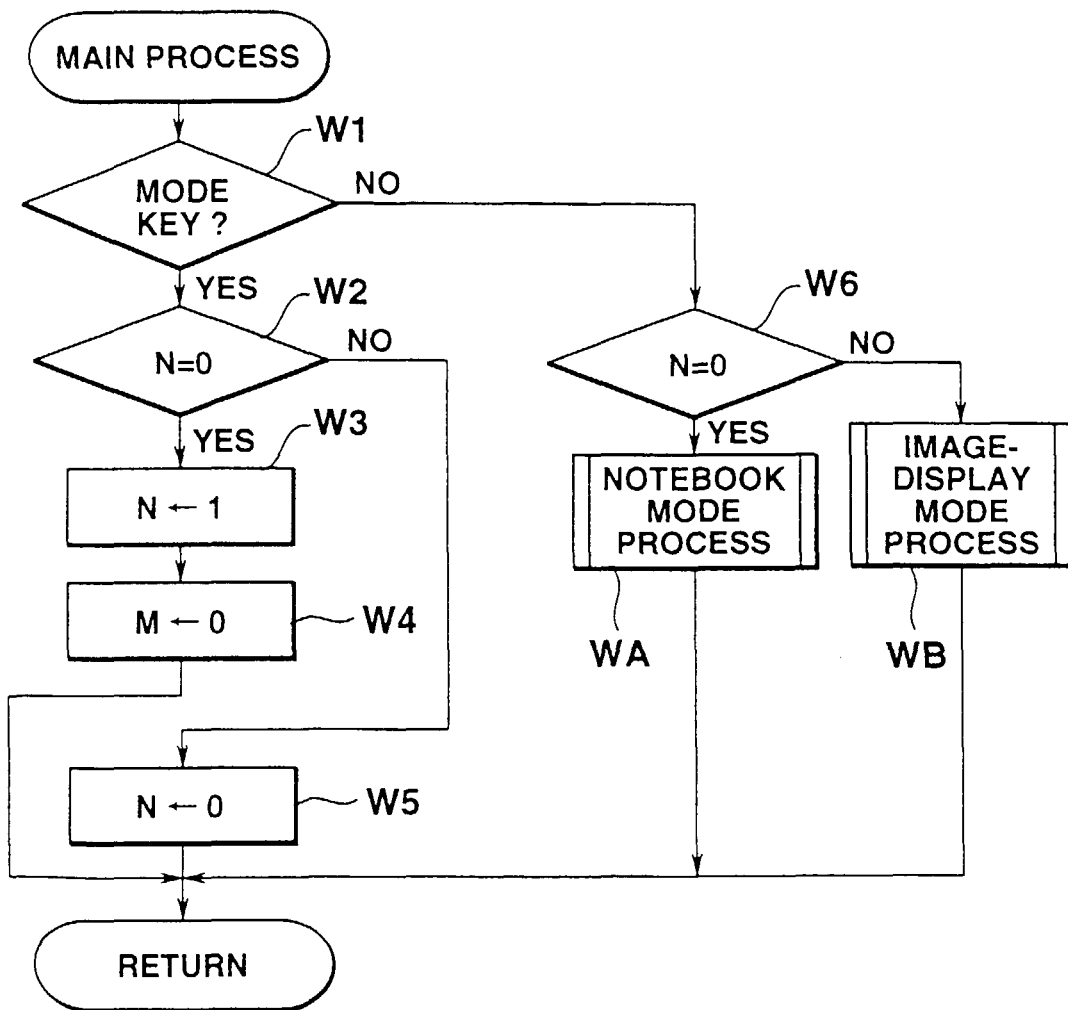 MAIN PROCESS
W1
MODE
KEY ?
NO
YES
W2
N=0
NO
YES
W3
N ← 1
M ← 0
W4
N ← 0
W5
W6
N=0
NO
YES
NOTEBOOK
MODE
PROCESS
WA
IMAGE-
DISPLAY
MODE
PROCESS
WB
RETURN